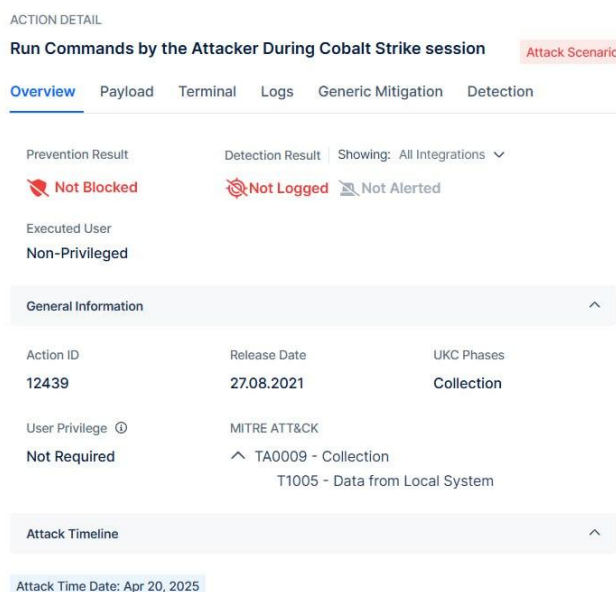 ACTION DETAIL
Run Commands by the Attacker During Cobalt Strike session
Attack Scenario
Overview Payload Terminal Logs Generic Mitigation Detection
Prevention Result Detection Result Showing: All Integrations
Not Blocked Not Logged Not Alerted
Executed User
Non-Privileged
General Information
Action ID Release Date UKC Phases
12439 27.08.2021 Collection
User Privilege MITRE ATT&CK
Not Required TA0009 - Collection
T1005 - Data from Local System
Attack Timeline
Attack Time Date: Apr 20, 2025